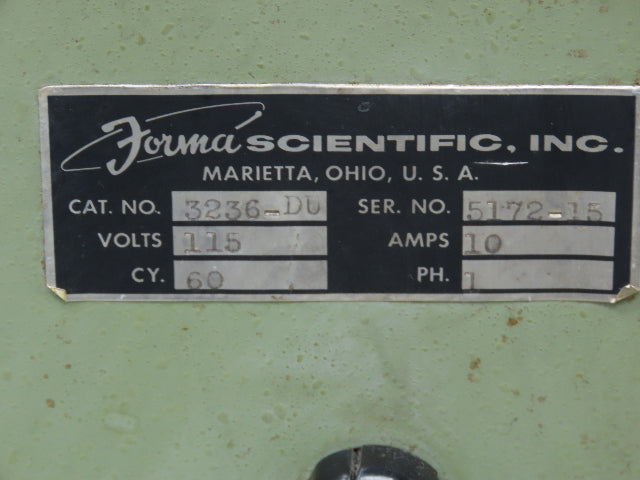 Forma SCIENTIFIC, INC.
MARIETTA, OHIO, U. S. A.
CAT. NO. 3236-DU SER. NO. 5172-15
VOLTS 115 AMPS 10
CY. 60 PH. 1